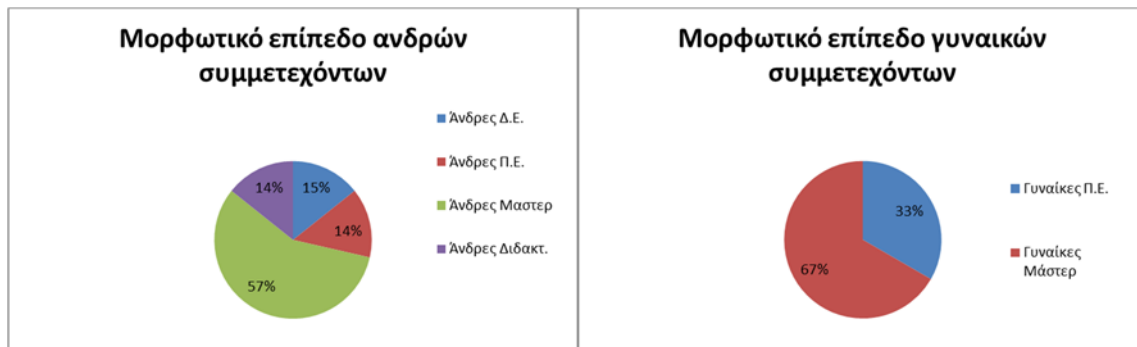 Μορφωτικό επίπεδο ανδρών
συμμετεχόντων
Άνδρες Δ.Ε.
Άνδρες Π.Ε.
Άνδρες Μαστερ
Άνδρες Διδακτ.
14%
15%
14%
57%
Μορφωτικό επίπεδο γυναικών
συμμετεχόντων
Γυναίκες Π.Ε.
Γυναίκες
Μάστερ
33%
67%